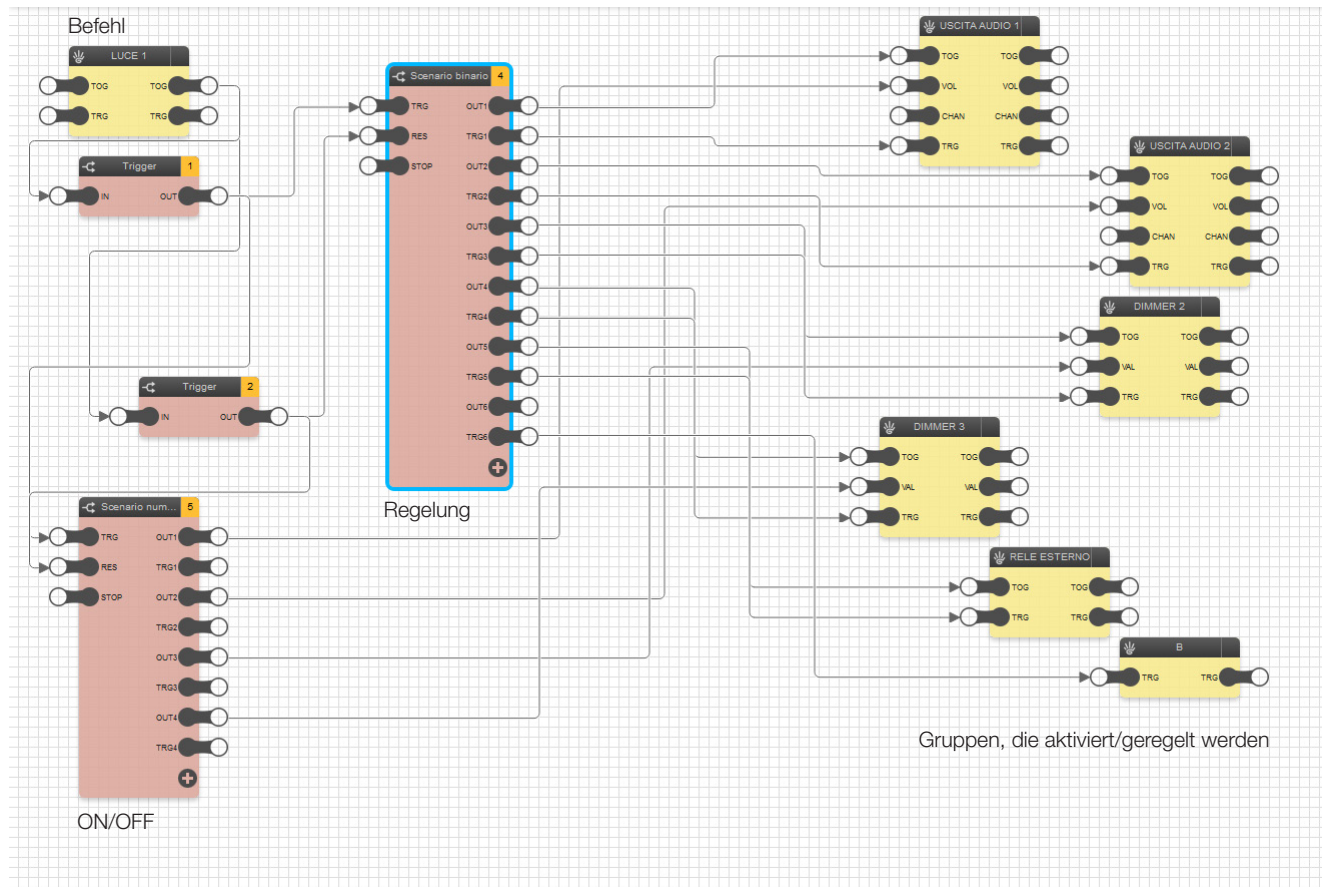 Befehl
LUCE 1
TOG TOG
TRG TRG
Trigger 1
IN OUT
Trigger 2
IN OUT
Scenario num... 5
TRG OUT1
RES TRG1
STOP OUT2
TRG2
OUT3
TRG3
OUT4
TRG4
ON/OFF
Scenario binario 4
TRG OUT1
RES TRG1
STOP OUT2
TRG2
OUT3
TRG3
OUT4
TRG4
OUT5
TRG5
OUT6
TRG6
Regelung
USCITA AUDIO 1
TOG TOG
VOL VOL
CHAN CHAN
TRG TRG
USCITA AUDIO 2
TOG TOG
VOL VOL
CHAN CHAN
TRG TRG
DIMMER 2
TOG TOG
VAL VAL
TRG TRG
DIMMER 3
TOG TOG
VAL VAL
TRG TRG
RELE ESTERNO
TOG TOG
TRG TRG
B
TRG TRG
Gruppen, die aktiviert/geregelt werden